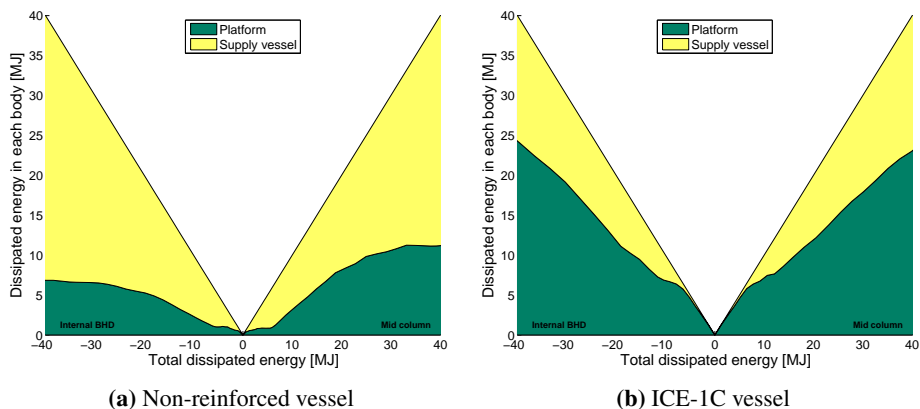 Dissipated energy in each body [MJ]
40
35
30
25
20
15
10
5
0
Platform
Supply vessel
Internal BHD
Mid column
−40 −30 −20 −10 0 10 20 30 40
Total dissipated energy [MJ]
(a) Non-reinforced vessel
Dissipated energy in each body [MJ]
40
35
30
25
20
15
10
5
0
Platform
Supply vessel
Internal BHD
Mid column
−40 −30 −20 −10 0 10 20 30 40
Total dissipated energy [MJ]
(b) ICE-1C vessel